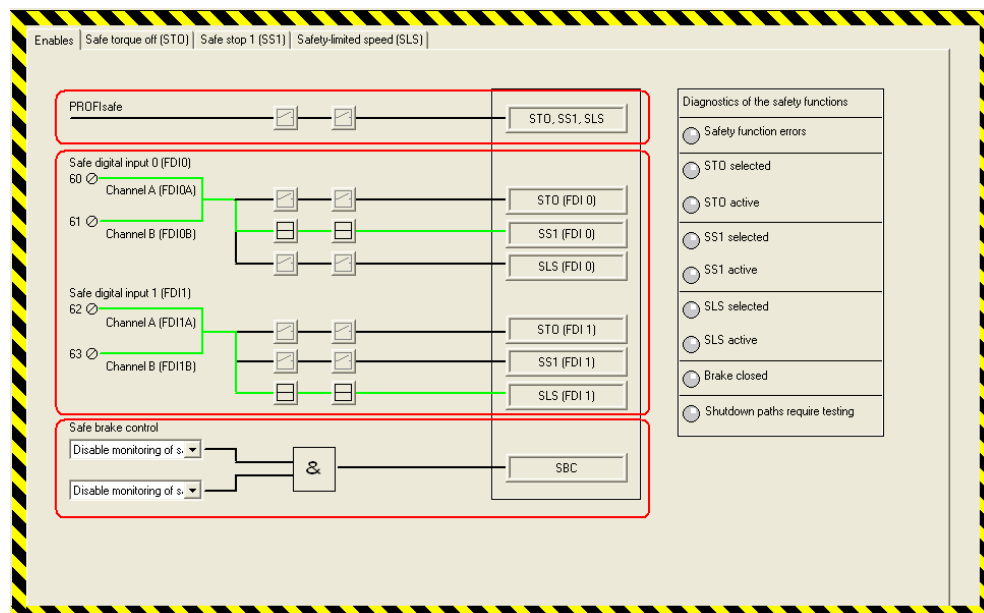 Enables
Safe torque off (STO)
Safe stop 1 (SS1)
Safety-limited speed (SLS)
PROFIsafe
STO, SS1, SLS
Safe digital input 0 (FDI0)
60
Channel A (FDI0A)
61
Channel B (FDI0B)
STO (FDI 0)
SS1 (FDI 0)
SLS (FDI 0)
Safe digital input 1 (FDI1)
62
Channel A (FDI1A)
63
Channel B (FDI1B)
STO (FDI 1)
SS1 (FDI 1)
SLS (FDI 1)
Safe brake control
Disable monitoring of s
Disable monitoring of s
&
SBC
Diagnostics of the safety functions
Safety function errors
STO selected
STO active
SS1 selected
SS1 active
SLS selected
SLS active
Brake closed
Shutdown paths require testing